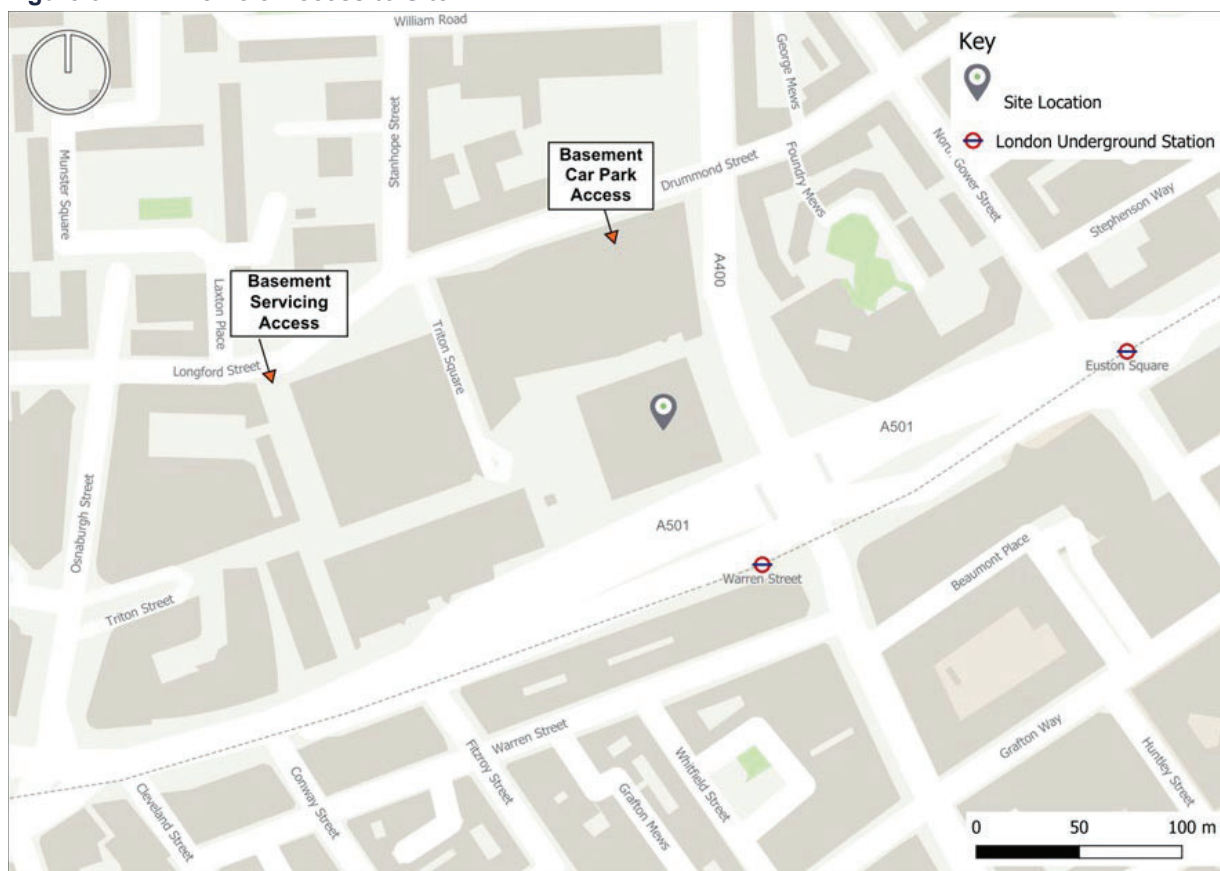 William Road
Key
Site Location
London Underground Station
George Mews
Foundry Mews
North Gower Street
Stephenson Way
Munster Square
Stanhope Street
Basement
Car Park
Access
Drummond Street
A400
Basement
Servicing
Access
Laxton Place
Longford Street
Triton Square
Euston Square
A501
A501
Osnaburgh Street
Triton Street
Warren Street
Beaumont Place
Warren Street
Fitzroy Street
Whitfield Street
Grafton Way
Huntley Street
Cleveland Street
Conway Street
Grafton Mews
0 50 100 m